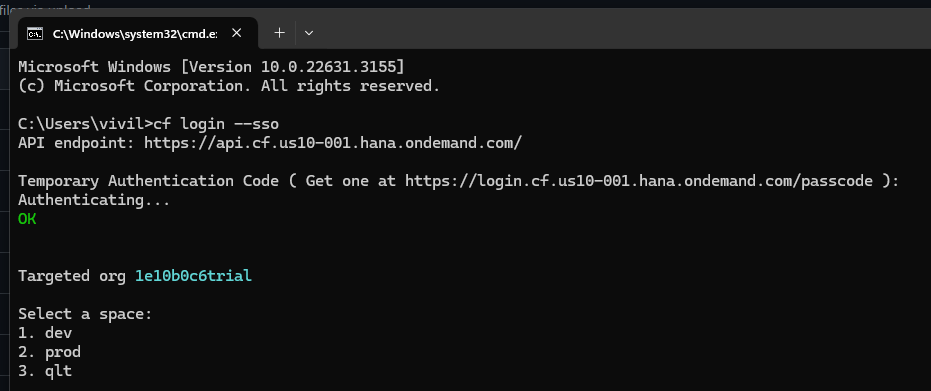 files via upload
C:\Windows\system32\cmd.e:
Microsoft Windows [Version 10.0.22631.3155]
(c) Microsoft Corporation. All rights reserved.
C:\Users\vivil>cf login --sso
API endpoint: https://api.cf.us10-001.hana.ondemand.com/
Temporary Authentication Code ( Get one at https://login.cf.us10-001.hana.ondemand.com/passcode ):
Authenticating...
OK
Targeted org 1e10b0c6trial
Select a space:
1. dev
2. prod
3. qlt